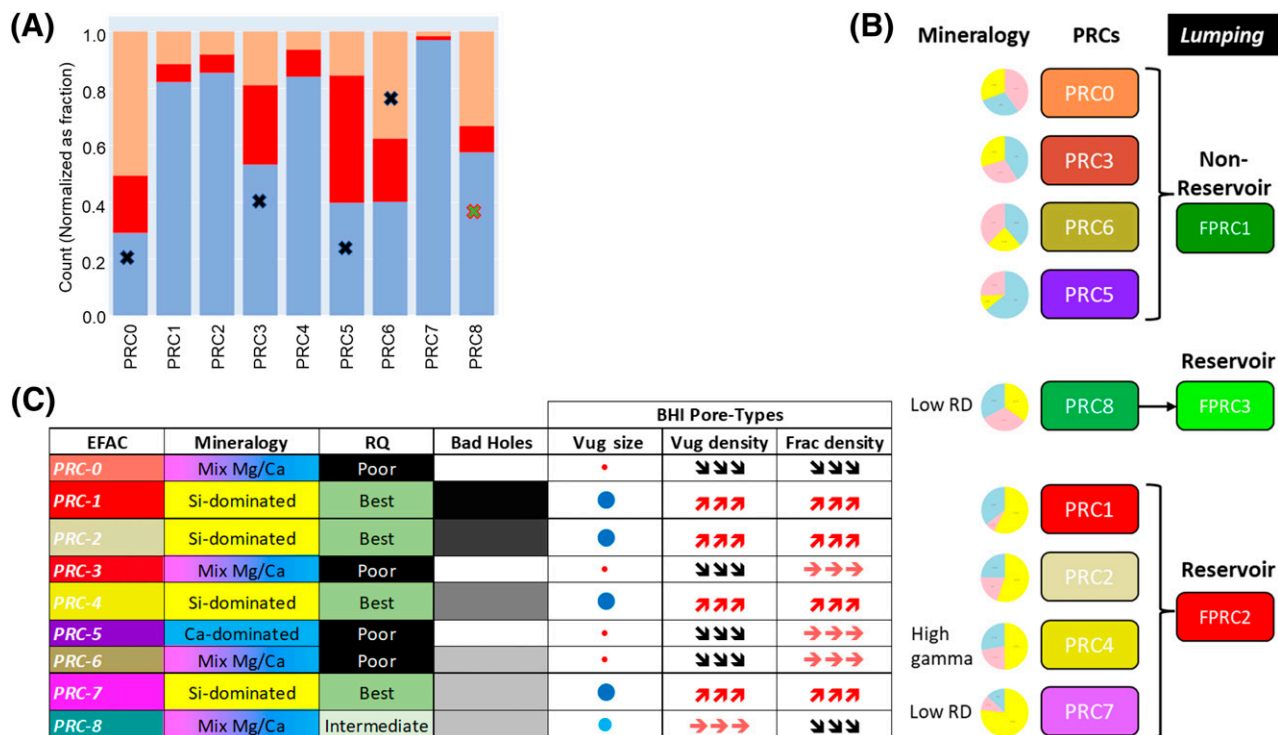 (A)
Count (Normalized as fraction)
1.0
0.8
0.6
0.4
0.2
0.0
PRC0
PRC1
PRC2
PRC3
PRC4
PRC5
PRC6
PRC7
PRC8
(B)
Mineralogy PRCs Lumping
PRC0
PRC3
Non-
Reservoir
PRC6
FPRC1
PRC5
Reservoir
Low RD PRC8 FPRC3
PRC1
PRC2
Reservoir
FPRC2
High
gamma
PRC4
Low RD PRC7
(C)
BHI Pore-Types
EFAC Mineralogy RQ Bad Holes Vug size Vug density Frac density
PRC-0 Mix Mg/Ca Poor
PRC-1 Si-dominated Best
PRC-2 Si-dominated Best
PRC-3 Mix Mg/Ca Poor
PRC-4 Si-dominated Best
PRC-5 Ca-dominated Poor
PRC-6 Mix Mg/Ca Poor
PRC-7 Si-dominated Best
PRC-8 Mix Mg/Ca Intermediate